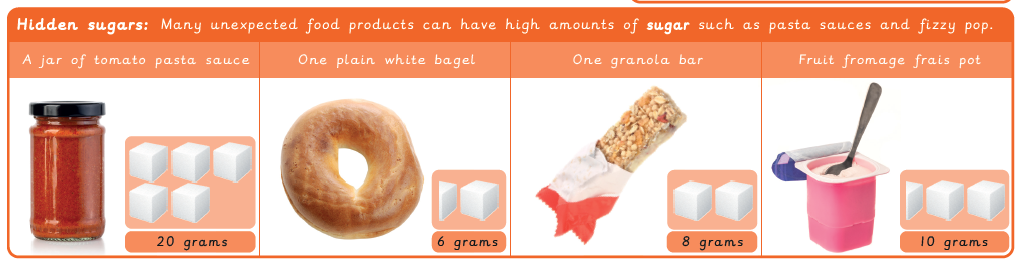 Hidden sugars: Many unexpected food products can have high amounts of sugar such as pasta sauces and fizzy pop.
A jar of tomato pasta sauce
One plain white bagel
One granola bar
Fruit fromage frais pot
20 grams
6 grams
8 grams
10 grams